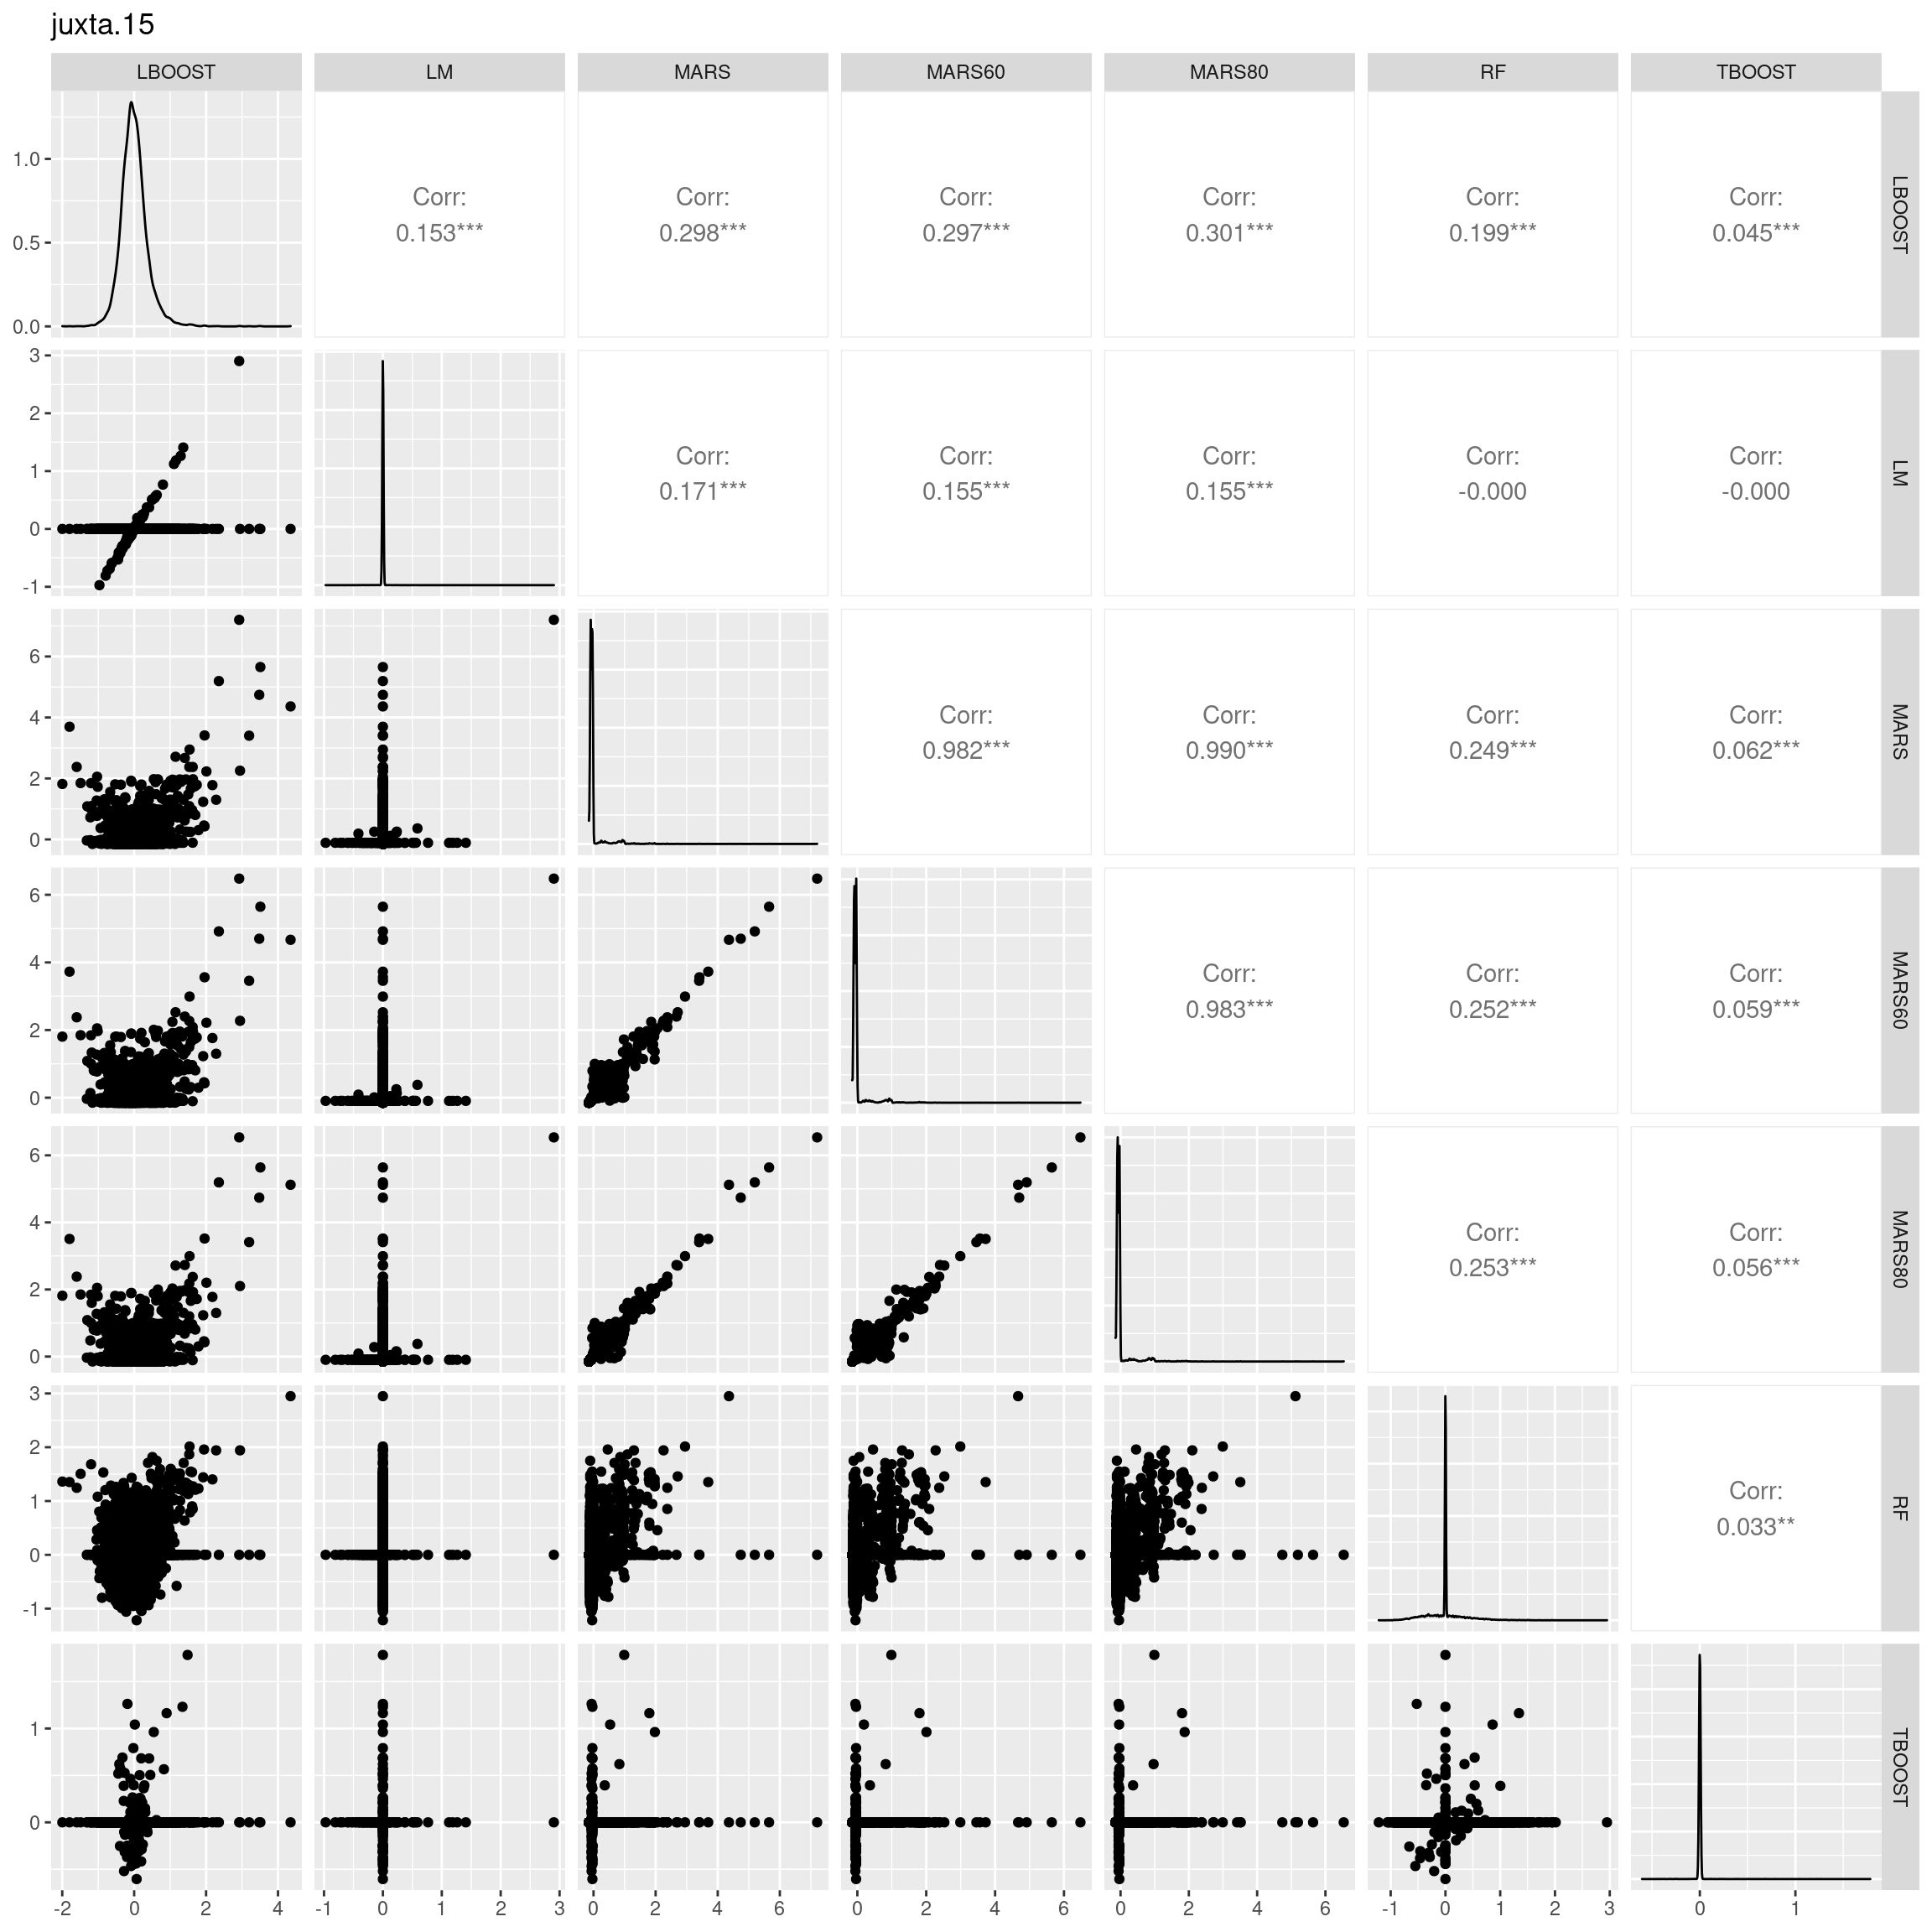 juxta.15
LBOOST LM MARS MARS60 MARS80 RF TBOOST
1.0
0.5
0.0
Corr:
0.153***
Corr:
0.298***
Corr:
0.297***
Corr:
0.301***
Corr:
0.199***
Corr:
0.045***
LBOOST
3
2
1
0
-1
Corr:
0.171***
Corr:
0.155***
Corr:
0.155***
Corr:
-0.000
Corr:
-0.000
LM
6
4
2
0
Corr:
0.982***
Corr:
0.990***
Corr:
0.249***
Corr:
0.062***
MARS
6
4
2
0
Corr:
0.983***
Corr:
0.252***
Corr:
0.059***
MARS60
6
4
2
0
Corr:
0.253***
Corr:
0.056***
MARS80
3
2
1
0
-1
Corr:
0.033**
RF
1
0
TBOOST
-2 0 2 4 -1 0 1 2 3 0 2 4 6 0 2 4 6 0 2 4 6 -1 0 1 2 3 0 1